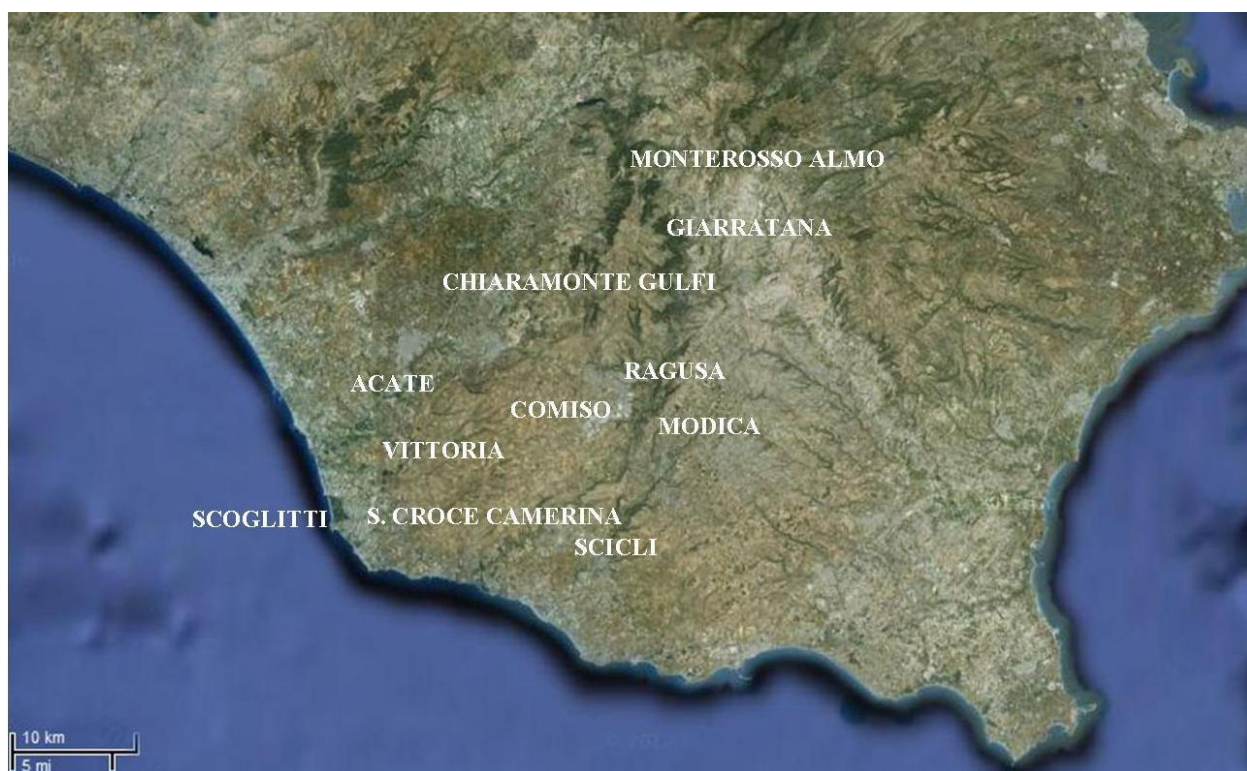 MONTEROSSO ALMO
GIARRATANA
CHIARAMONTE GULFI
RAGUSA
ACATE
COMISO
MODICA
VITTORIA
SCOGLITTI
S. CROCE CAMERINA
SCICLI
10 km
5 mi